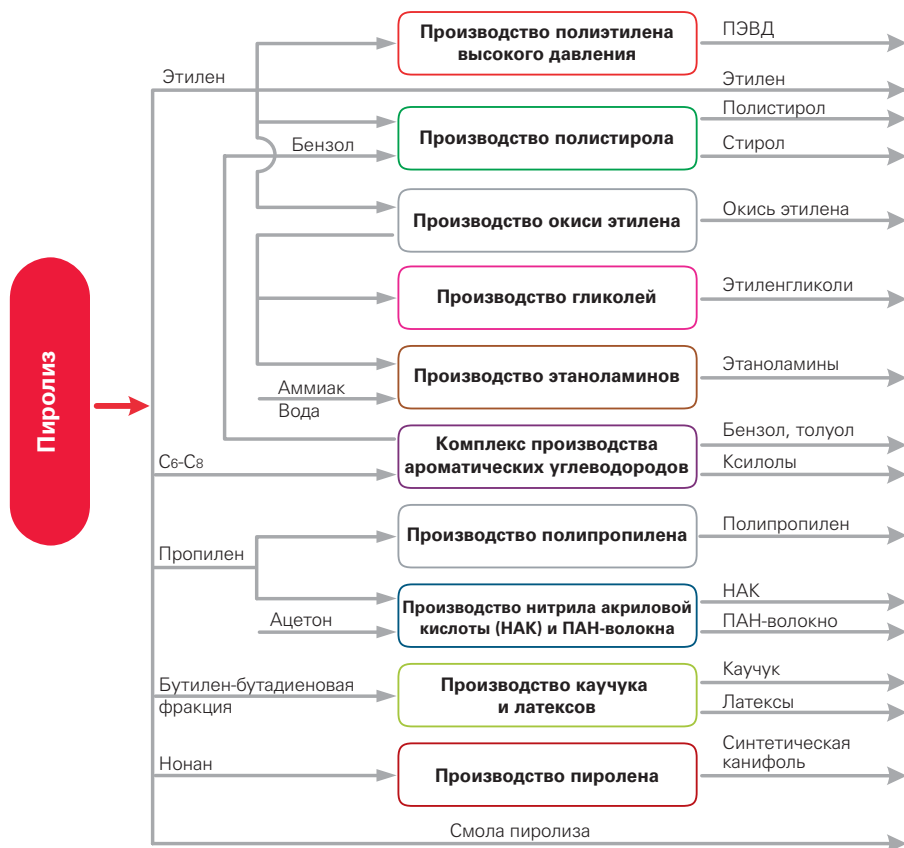 Производство полиэтилена
высокого давления
ПЭВД
Этилен
Этилен
Полистирол
Бензол
Производство полистирола
Стирол
Производство окиси этилена
Окись этилена
Производство гликолей
Этиленгликоли
Производство этаноламинов
Этаноламины
Аммиак
Вода
Пиролиз
Комплекс производства
ароматических углеводородов
Бензол, толуол
C6-C8
Ксилолы
Пропилен
Производство полипропилена
Полипропилен
Ацетон
Производство нитрила акриловой
кислоты (НАК) и ПАН-волокна
НАК
ПАН-волокно
Бутилен-бутадиеновая
фракция
Производство каучука
и латексов
Каучук
Латексы
Нонан
Производство пиролена
Синтетическая
канифоль
Смола пиролиза